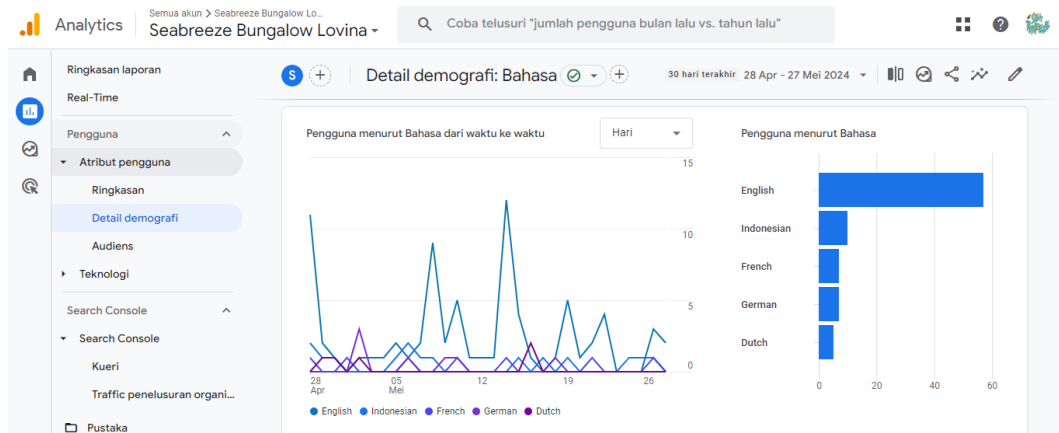 Analytics
Semua akun > Seabreeze Bungalow Lo...
Seabreeze Bungalow Lovina
Coba telusuri "jumlah pengguna bulan lalu vs. tahun lalu"
Ringkasan laporan
Real-Time
Pengguna
Atribut pengguna
Ringkasan
Detail demografi
Audiens
Teknologi
Search Console
Search Console
Kueri
Traffic penelusuran organi...
Pustaka
S
Detail demografi: Bahasa
30 hari terakhir 28 Apr - 27 Mei 2024
Pengguna menurut Bahasa dari waktu ke waktu
Hari
15
10
5
0
28
Apr
05
Mei
12
19
26
English Indonesian French German Dutch
Pengguna menurut Bahasa
English
Indonesian
French
German
Dutch
0 20 40 60